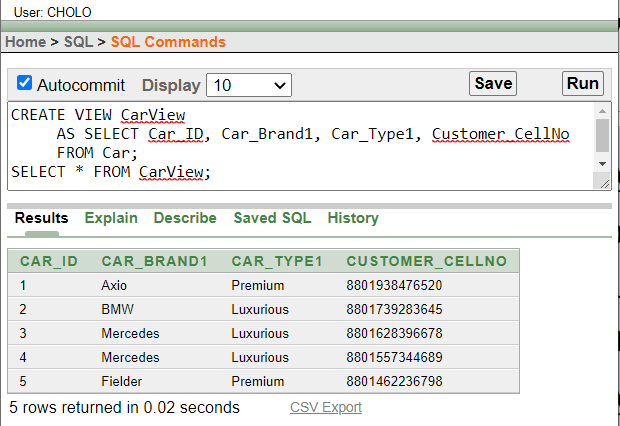 User: CHOLO
Home > SQL > SQL Commands
Autocommit Display 10 Save Run
CREATE VIEW CarView
AS SELECT Car_ID, Car_Brand1, Car_Type1, Customer_CellNo
FROM Car;
SELECT * FROM CarView;
Results Explain Describe Saved SQL History
CAR_ID CAR_BRAND1 CAR_TYPE1 CUSTOMER_CELLNO
1 Axio Premium 8801938476520
2 BMW Luxurious 8801739283645
3 Mercedes Luxurious 8801628396678
4 Mercedes Luxurious 8801557344689
5 Fielder Premium 8801462236798
5 rows returned in 0.02 seconds CSV Export